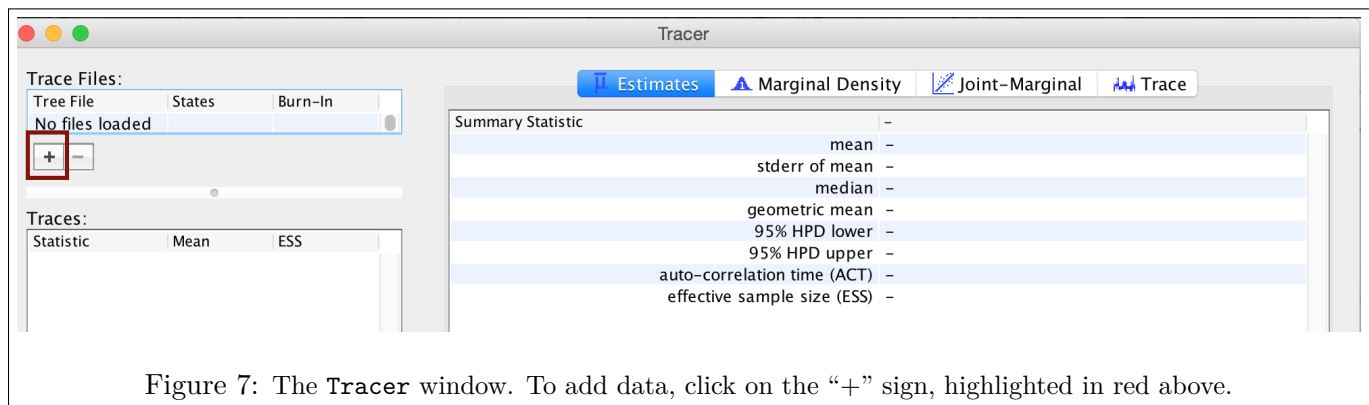 Tracer
Trace Files:
Tree File States Burn-In
No files loaded
+ −
Traces:
Statistic Mean ESS
μ Estimates Marginal Density Joint-Marginal Trace
Summary Statistic -
mean -
stderr of mean -
median -
geometric mean -
95% HPD lower -
95% HPD upper -
auto-correlation time (ACT) -
effective sample size (ESS) -
Figure 7: The Tracer window. To add data, click on the “+” sign, highlighted in red above.